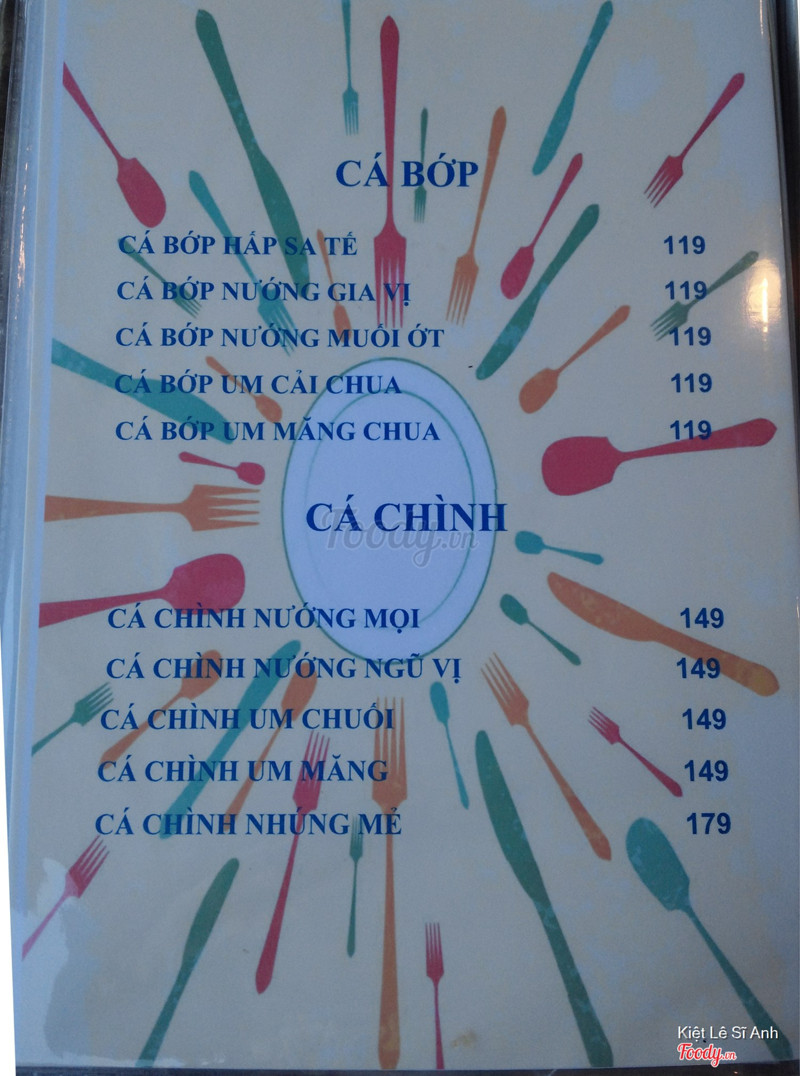 CÁ BỚP
CÁ BỚP HẤP SA TẾ 119
CÁ BỚP NƯỚNG GIA VỊ 119
CÁ BỚP NƯỚNG MUỐI ỚT 119
CÁ BỚP UM CẢI CHUA 119
CÁ BỚP UM MĂNG CHUA 119
CÁ CHÌNH
Foody.vn
CÁ CHÌNH NƯỚNG MỌI 149
CÁ CHÌNH NƯỚNG NGŨ VỊ 149
CÁ CHÌNH UM CHUỐI 149
CÁ CHÌNH UM MĂNG 149
CÁ CHÌNH NHÚNG MẺ 179
Kiệt Lê Sĩ Anh
Foody.vn